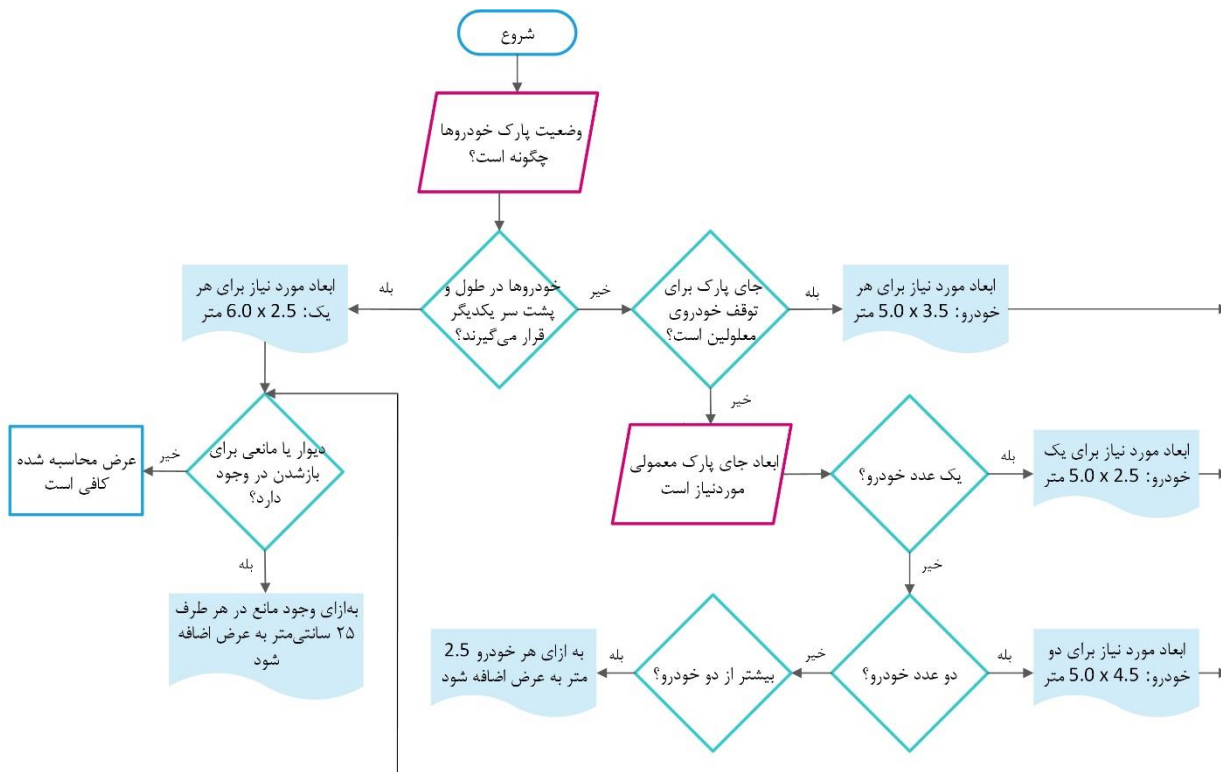 شروع
وضعیت پارک خودروها
چگونه است؟
خودروها در طول و
پشت سر یکدیگر
قرار می‌گیرند؟
بله
خیر
ابعاد مورد نیاز برای هر
یک: 2.5 x 6.0 متر
جای پارک برای
توقف خودروی
معلولین است؟
بله
خیر
ابعاد مورد نیاز برای هر
خودرو: 3.5 x 5.0 متر
دیوار یا مانعی برای
بازشدن در وجود
دارد؟
خیر
بله
عرض محاسبه شده
کافی است
به‌ازای وجود مانع در هر طرف
۲۵ سانتی‌متر به عرض اضافه
شود
ابعاد جای پارک معمولی
موردنیاز است
یک عدد خودرو؟
بله
خیر
ابعاد مورد نیاز برای یک
خودرو: 2.5 x 5.0 متر
دو عدد خودرو؟
بله
خیر
ابعاد مورد نیاز برای دو
خودرو: 4.5 x 5.0 متر
بیشتر از دو خودرو؟
بله
به ازای هر خودرو 2.5
متر به عرض اضافه شود